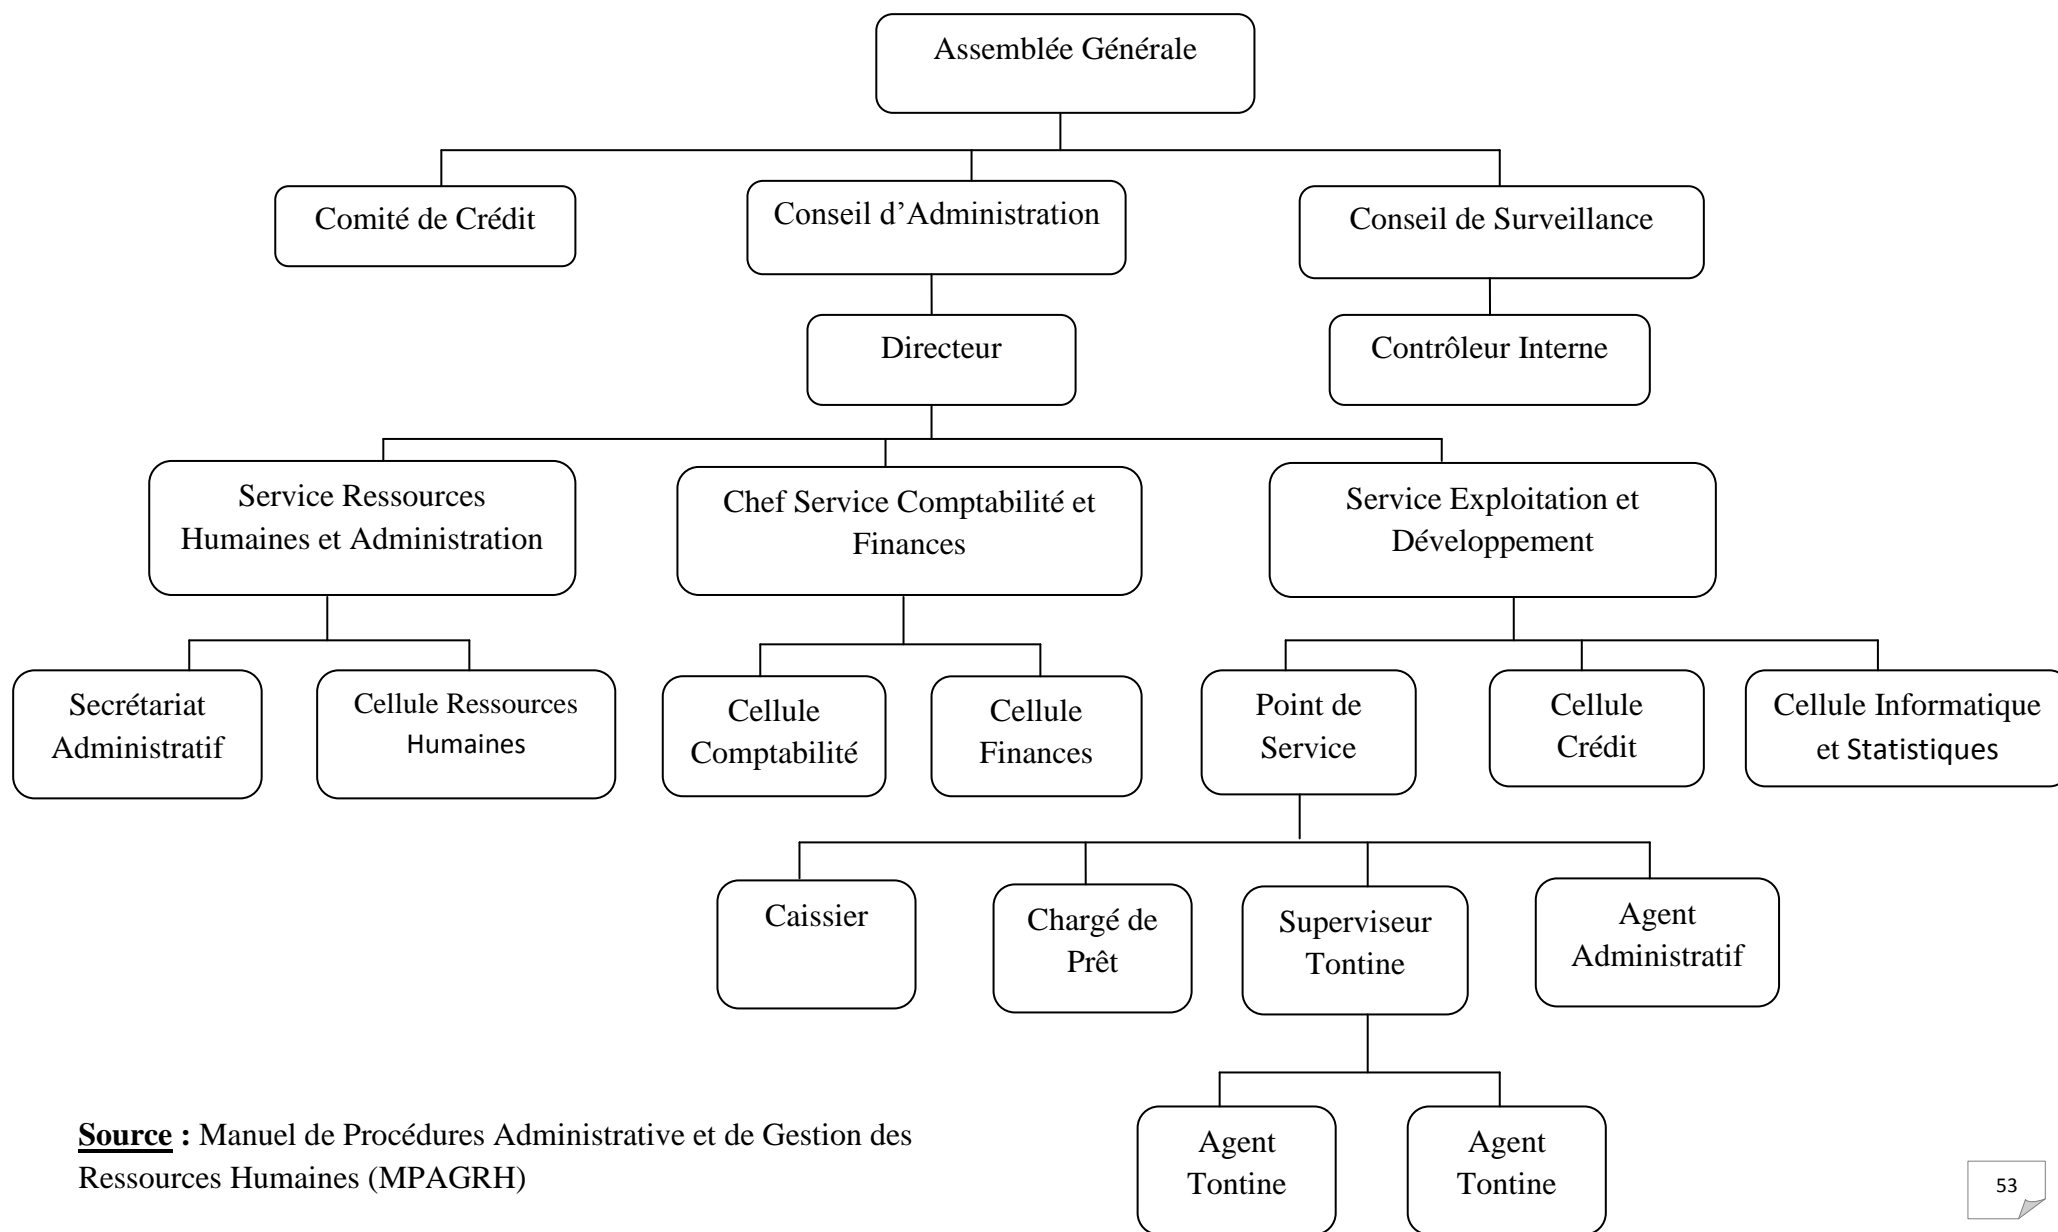 Assemblée Générale
Comité de Crédit
Conseil d’Administration
Conseil de Surveillance
Directeur
Contrôleur Interne
Service Ressources
Humaines et Administration
Chef Service Comptabilité et
Finances
Service Exploitation et
Développement
Secrétariat
Administratif
Cellule Ressources
Humaines
Cellule
Comptabilité
Cellule
Finances
Point de
Service
Cellule
Crédit
Cellule Informatique
et Statistiques
Caissier
Chargé de
Prêt
Superviseur
Tontine
Agent
Administratif
Agent
Tontine
Agent
Tontine
Source : Manuel de Procédures Administrative et de Gestion des
Ressources Humaines (MPAGRH)
53